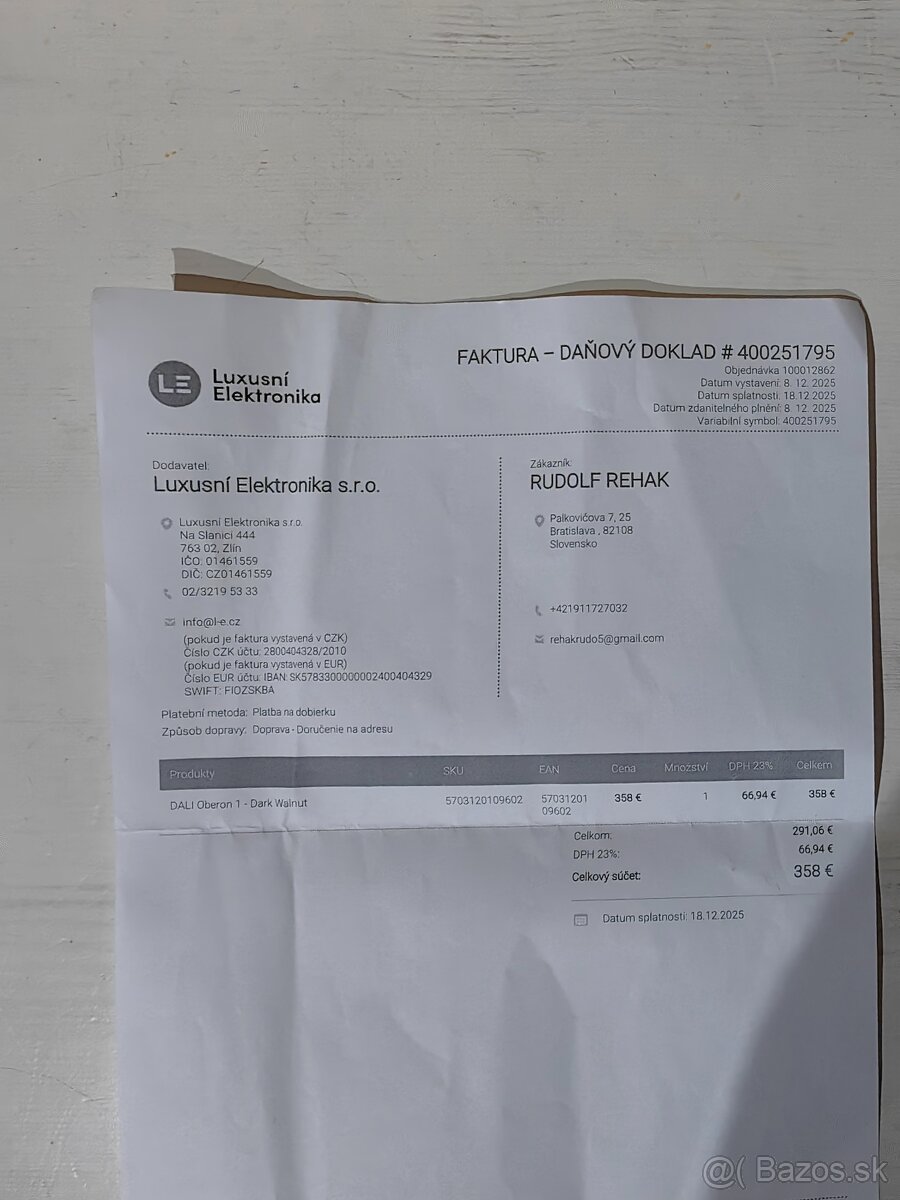 LE Luxusní
Elektronika
FAKTURA – DAŇOVÝ DOKLAD # 400251795
Objednávka 100012862
Datum vystavení: 8. 12. 2025
Datum splatnosti: 18.12.2025
Datum zdanitelného plnění: 8. 12. 2025
Variabilní symbol: 400251795
Dodavatel:
Luxusní Elektronika s.r.o.
Luxusní Elektronika s.r.o.
Na Slanici 444
763 02, Zlín
IČO: 01461559
DIČ: CZ01461559
02/3219 53 33
info@l-e.cz
(pokud je faktura vystavená v CZK)
Číslo CZK účtu: 2800404328/2010
(pokud je faktura vystavená v EUR)
Číslo EUR účtu: IBAN: SK5783300000002400404329
SWIFT: FIOZSKBA
Zákazník:
RUDOLF REHAK
Palkovičova 7, 25
Bratislava , 82108
Slovensko
+421911727032
rehakrudo5@gmail.com
Platební metoda: Platba na dobierku
Způsob dopravy: Doprava - Doručenie na adresu
Produkty SKU EAN Cena Množství DPH 23% Celkem
DALI Oberon 1 - Dark Walnut 5703120109602 57031201 358 € 1 66,94 € 358 €
09602
Celkom: 291,06 €
DPH 23%: 66,94 €
Celkový súčet: 358 €
Datum splatnosti: 18.12.2025
@( Bazos.sk